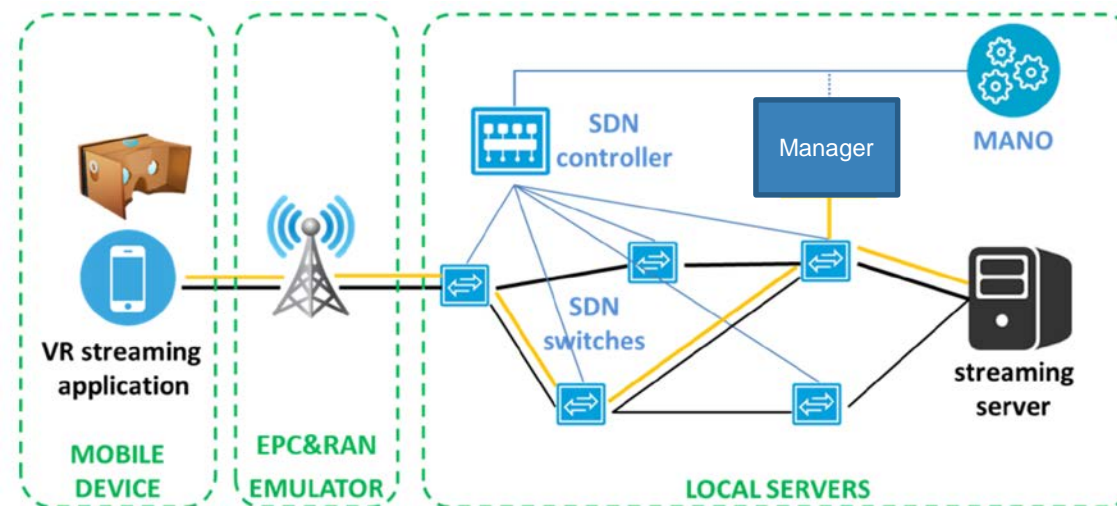 SDN
controller
Manager
MANO
SDN
switches
VR streaming
application
streaming
server
MOBILE
DEVICE
EPC&RAN
EMULATOR
LOCAL SERVERS